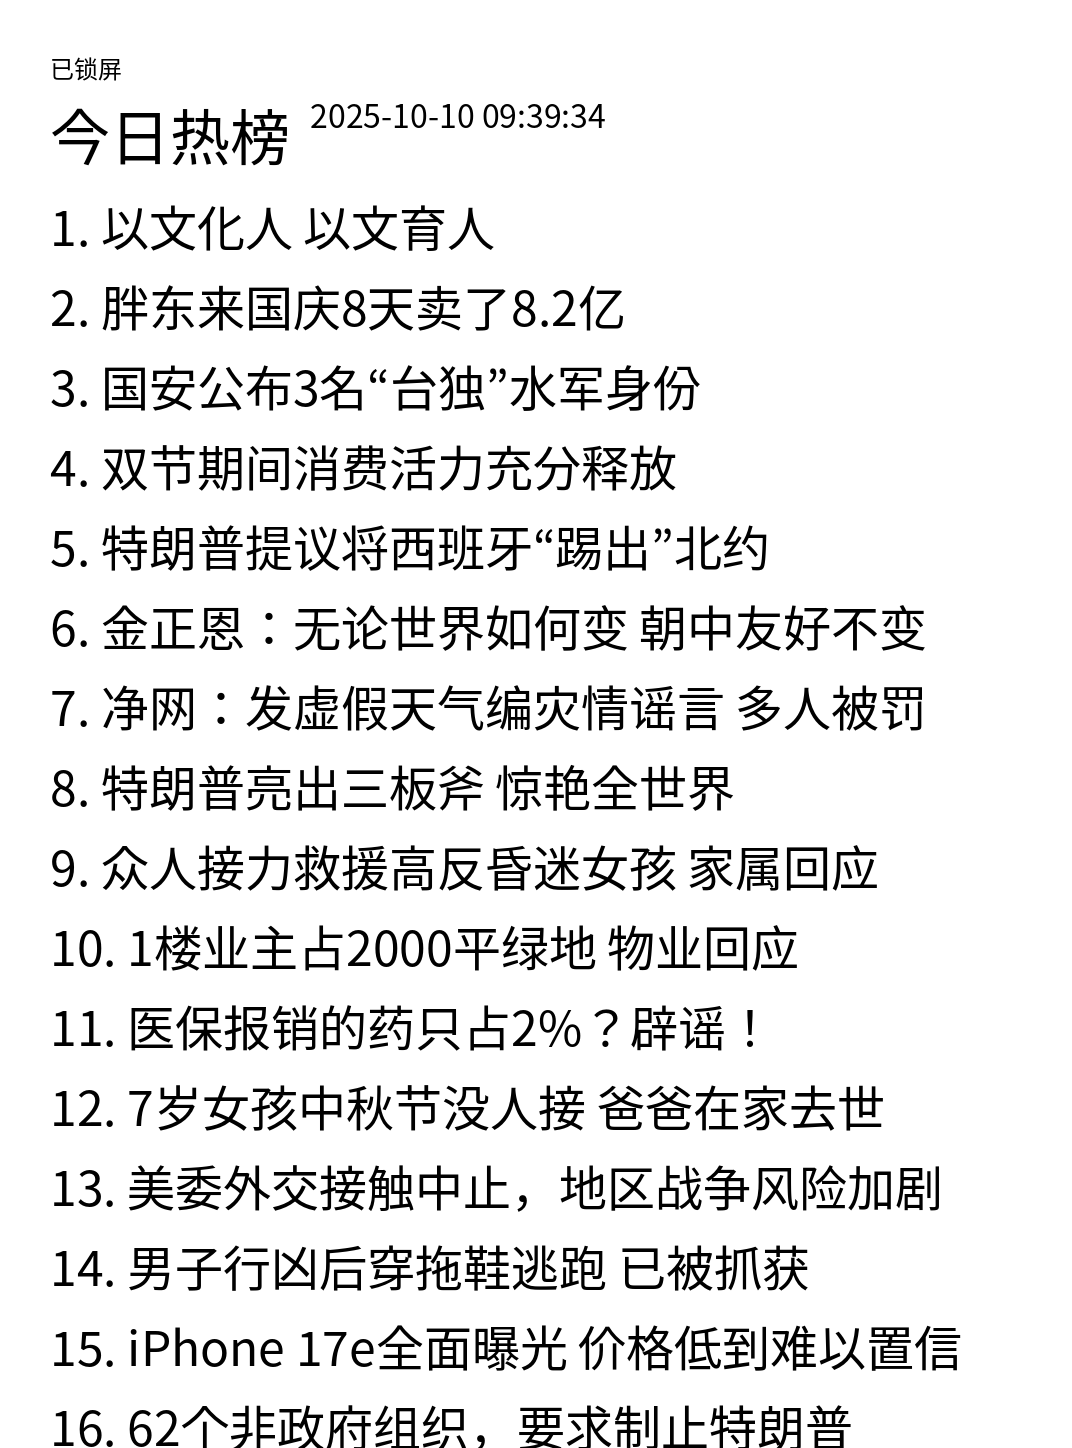 已锁屏
今日热榜 2025-10-10 09:39:34
1. 以文化人 以文育人
2. 胖东来国庆8天卖了8.2亿
3. 国安公布3名“台独”水军身份
4. 双节期间消费活力充分释放
5. 特朗普提议将西班牙“踢出”北约
6. 金正恩：无论世界如何变 朝中友好不变
7. 净网：发虚假天气编灾情谣言 多人被罚
8. 特朗普亮出三板斧 惊艳全世界
9. 众人接力救援高反昏迷女孩 家属回应
10. 1楼业主占2000平绿地 物业回应
11. 医保报销的药只占2%？辟谣！
12. 7岁女孩中秋节没人接 爸爸在家去世
13. 美委外交接触中止，地区战争风险加剧
14. 男子行凶后穿拖鞋逃跑 已被抓获
15. iPhone 17e全面曝光 价格低到难以置信
16. 62个非政府组织，要求制止特朗普